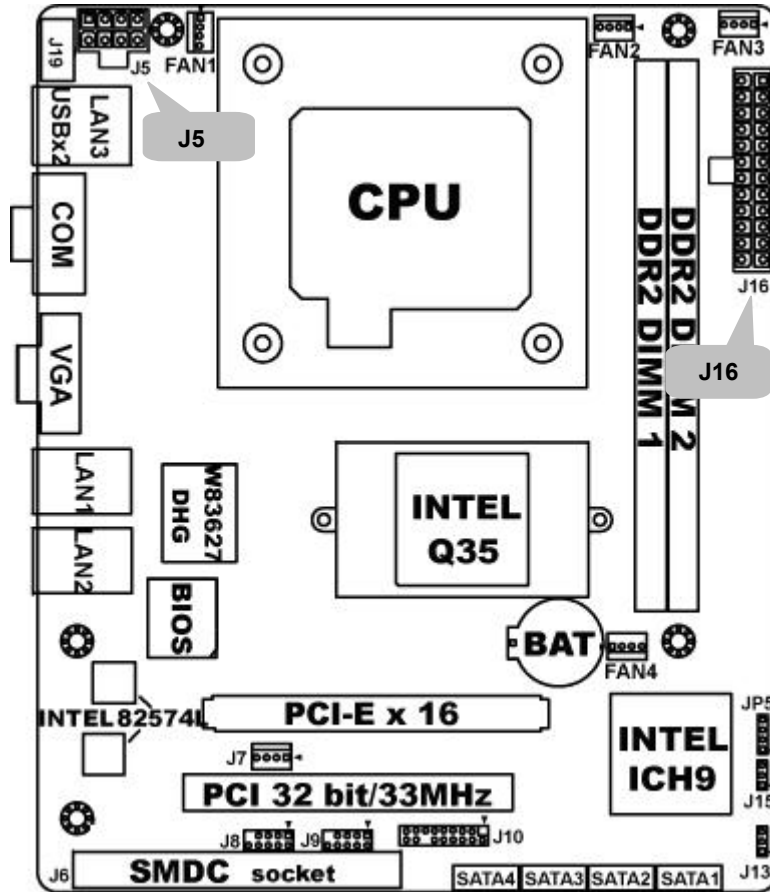 J19
J5
FAN1
FAN2
FAN3
USBx2
LAN3
J5
CPU
COM
DDR2 DIMM 1
DDR2 D M 2
J16
J16
VGA
LAN1
W83627
DHG
INTEL
Q35
LAN2
BIOS
BAT
FAN4
INTEL82574L
PCI-E x 16
JP5
J7
INTEL
ICH9
PCI 32 bit/33MHz
J15
J8
J9
J10
J6
SMDC socket
SATA4
SATA3
SATA2
SATA1
J13